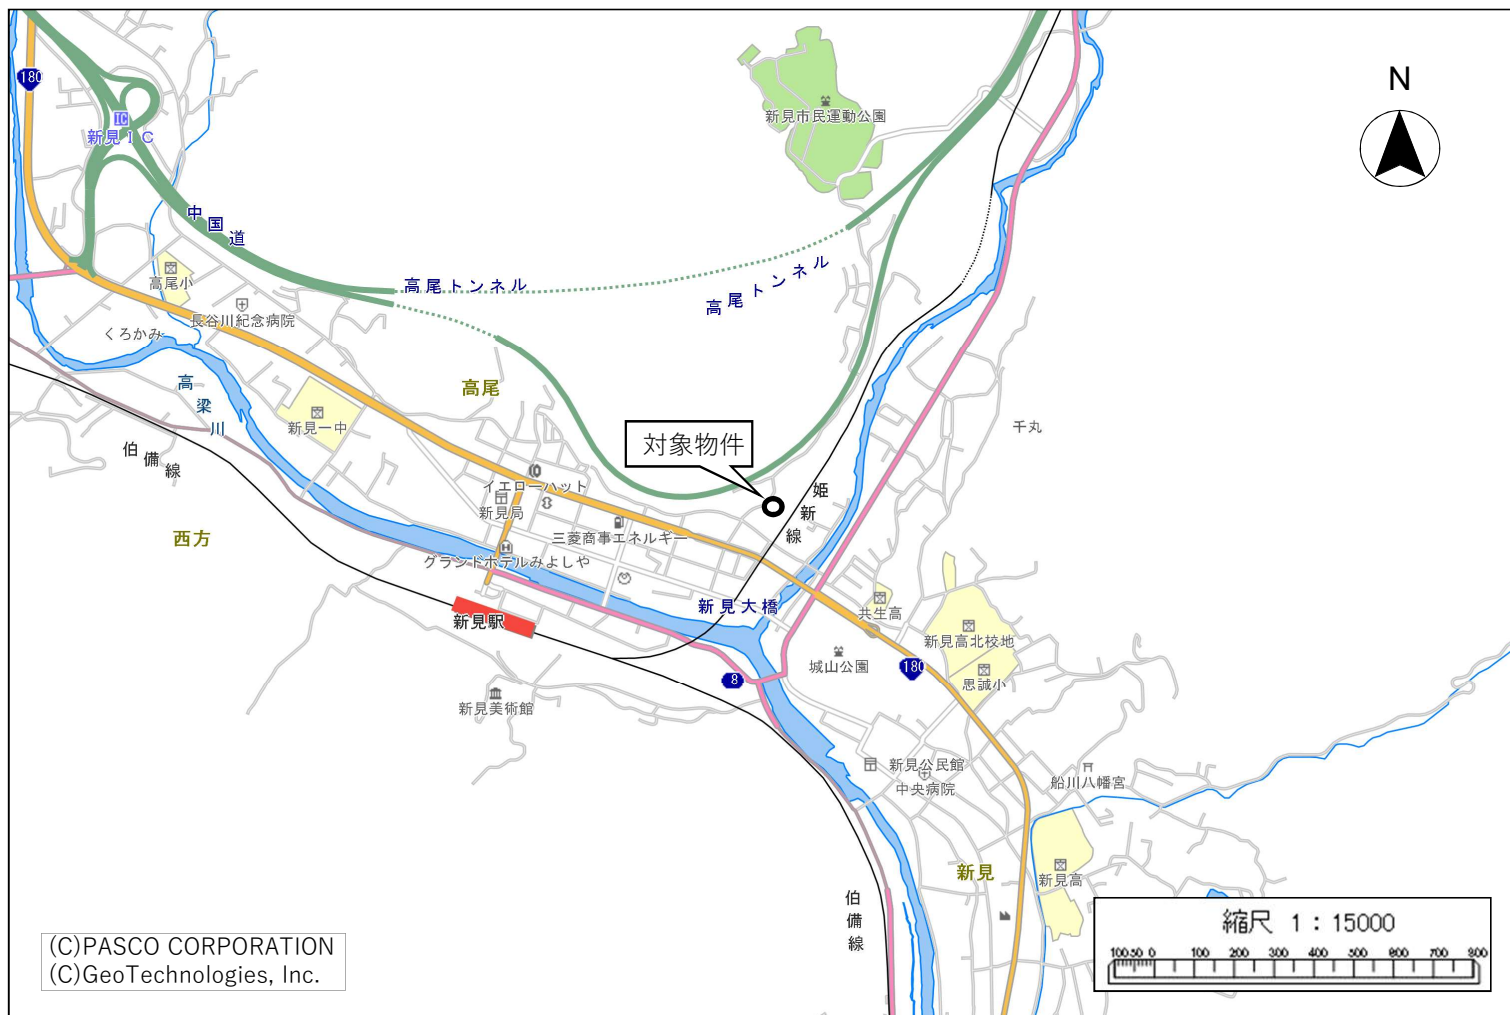 N
180
新見IC
新見市民運動公園
中国道
高尾トンネル
高尾トンネル
高尾小
長谷川紀念病院
くろかみ
高梁川
高尾
新見一中
伯備線
西方
対象物件
千丸
イエローハット
新見局
姫新線
三菱商事エネルギー
グランドホテルみよしや
新見大橋
新見駅
共生高
新見高北校地
城山公園
180
思誠小
8
新見美術館
新見公民館
中央病院
船川八幡宮
新見
新見高
伯備線
縮尺 1:15000
100 50 0 100 200 300 400 500 600 700 800
(C)PASCO CORPORATION
(C)GeoTechnologies, Inc.